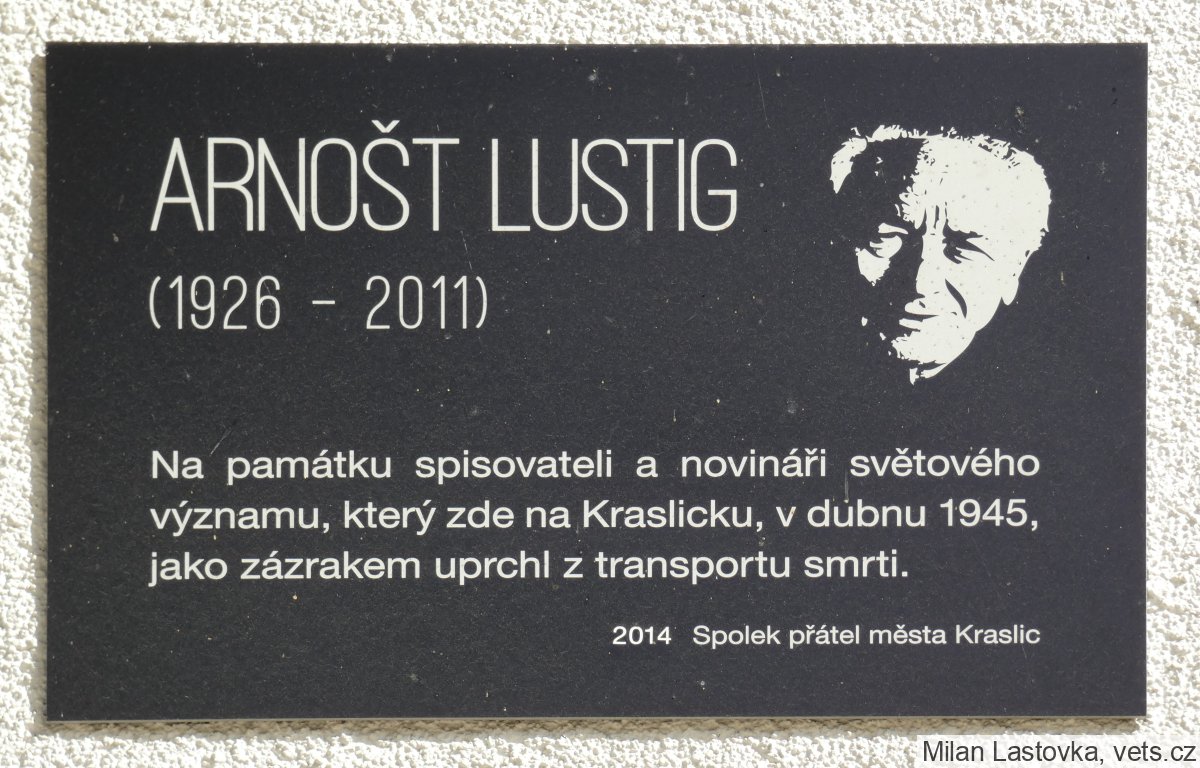 ARNOŠT LUSTIG
(1926 - 2011)
Na památku spisovateli a novináři světového
významu, který zde na Kraslicku, v dubnu 1945,
jako zázrakem uprchl z transportu smrti.
2014 Spolek přátel města Kraslic
Milan Lastovka, vets.cz